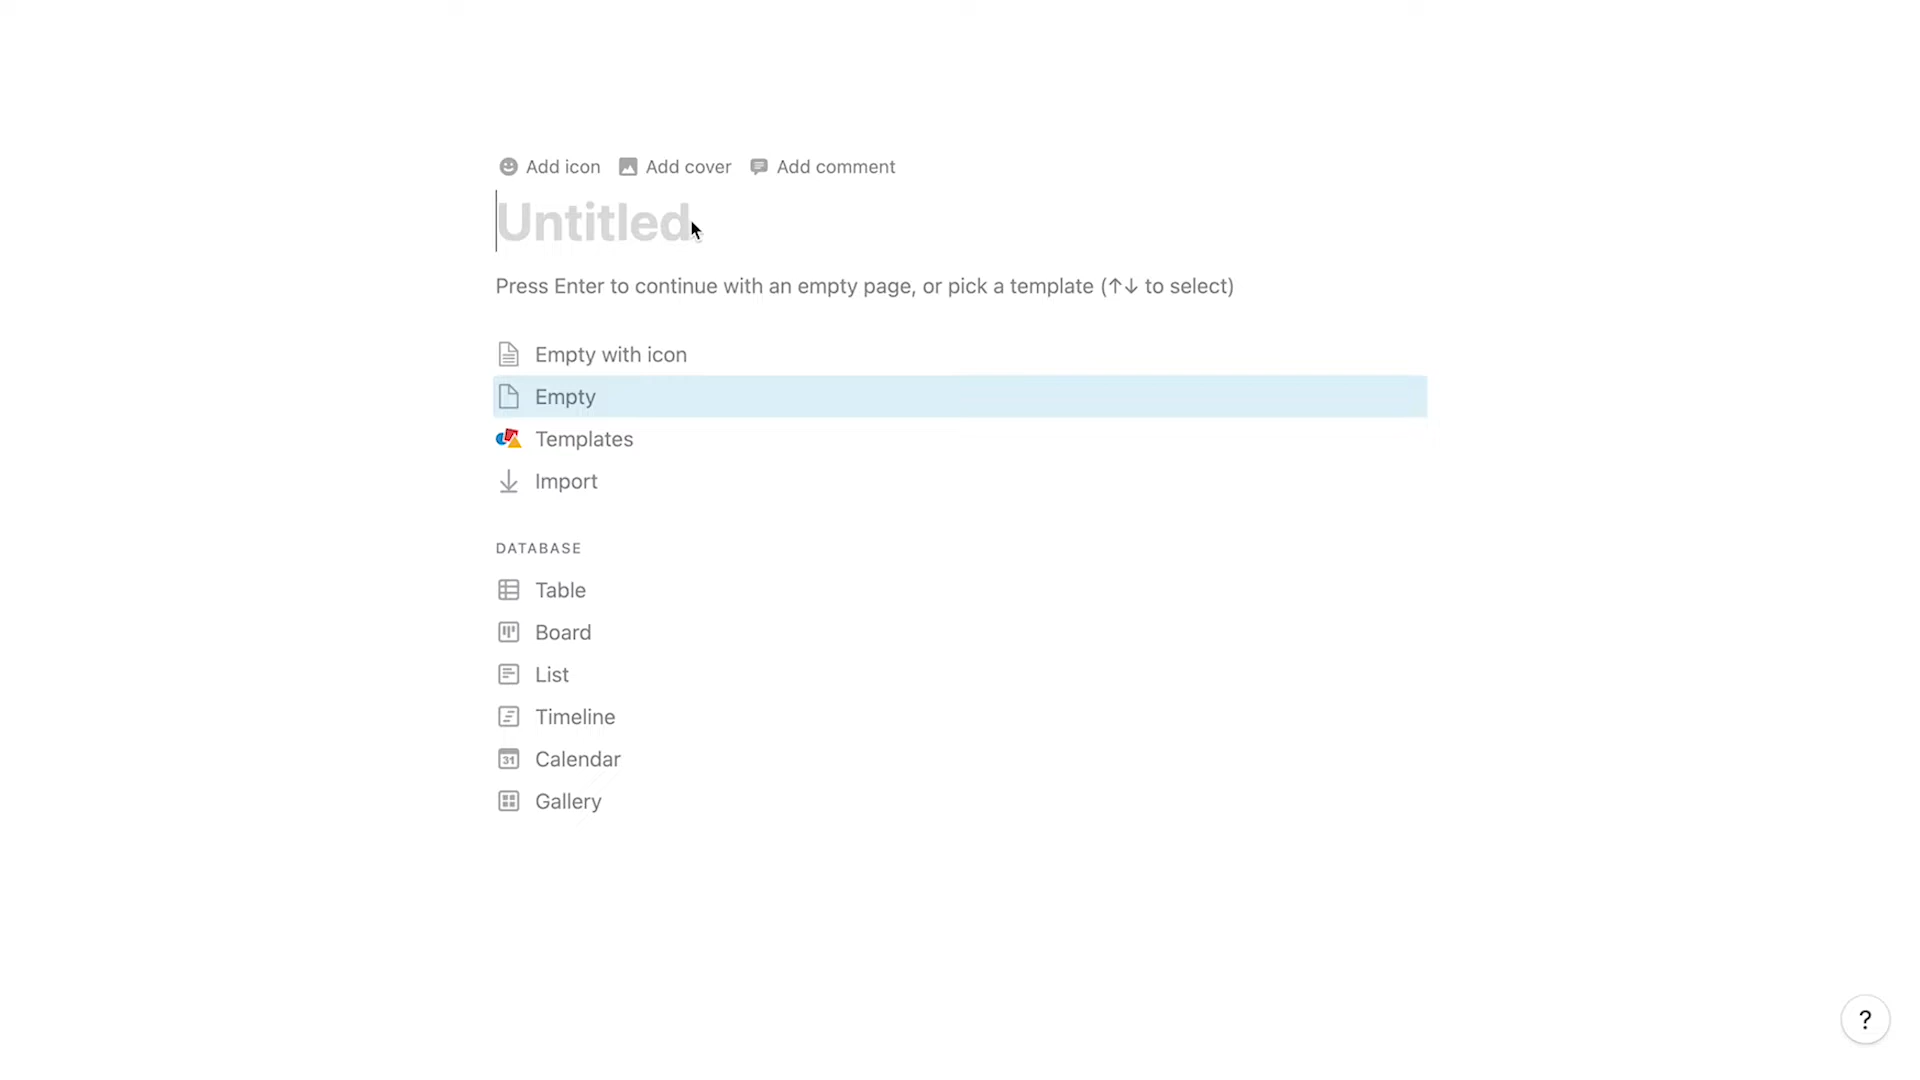 Add icon Add cover Add comment
Untitled
Press Enter to continue with an empty page, or pick a template (↑↓ to select)
Empty with icon
Empty
Templates
Import
DATABASE
Table
Board
List
Timeline
31 Calendar
Gallery
?